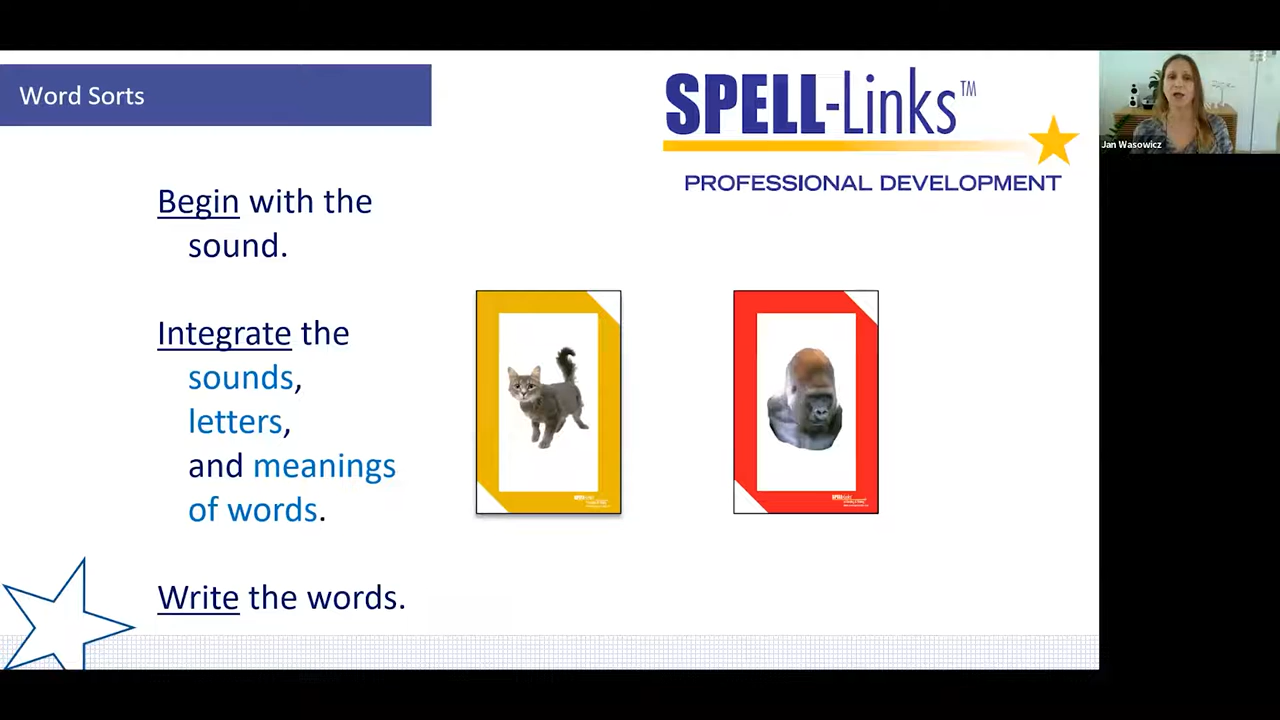 Word Sorts
SPELL-Links™
PROFESSIONAL DEVELOPMENT
Jan Wasowicz
Begin with the
sound.
Integrate the
sounds,
letters,
and meanings
of words.
Write the words.